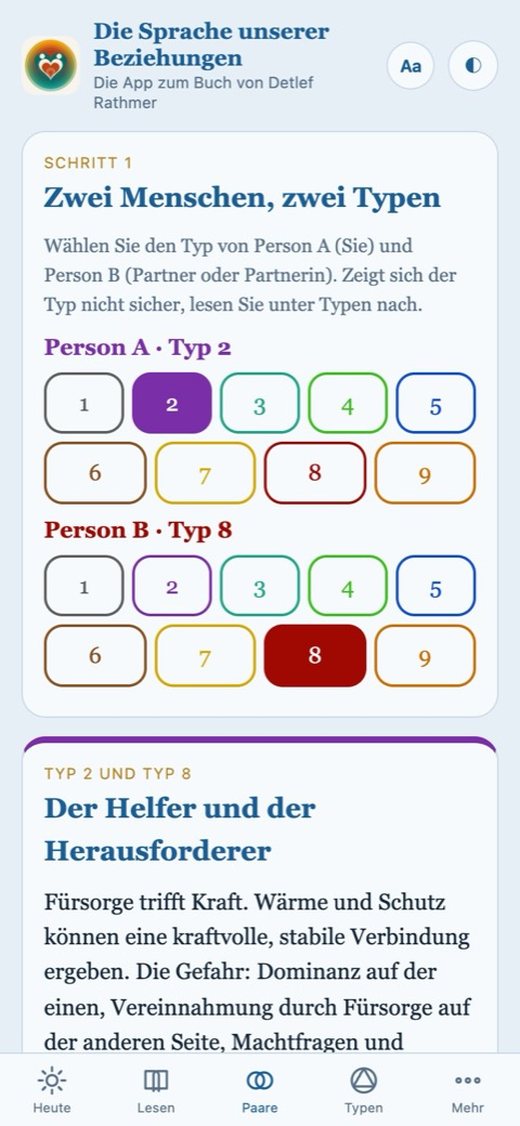 Die Sprache unserer
Beziehungen
Die App zum Buch von Detlef
Rathmer
Aa
SCHRITT 1
Zwei Menschen, zwei Typen
Wählen Sie den Typ von Person A (Sie) und
Person B (Partner oder Partnerin). Zeigt sich der
Typ nicht sicher, lesen Sie unter Typen nach.
Person A · Typ 2
1 2 3 4 5
6 7 8 9
Person B · Typ 8
1 2 3 4 5
6 7 8 9
TYP 2 UND TYP 8
Der Helfer und der
Herausforderer
Fürsorge trifft Kraft. Wärme und Schutz
können eine kraftvolle, stabile Verbindung
ergeben. Die Gefahr: Dominanz auf der
einen, Vereinnahmung durch Fürsorge auf
der anderen Seite, Machtfragen und
Heute Lesen Paare Typen Mehr